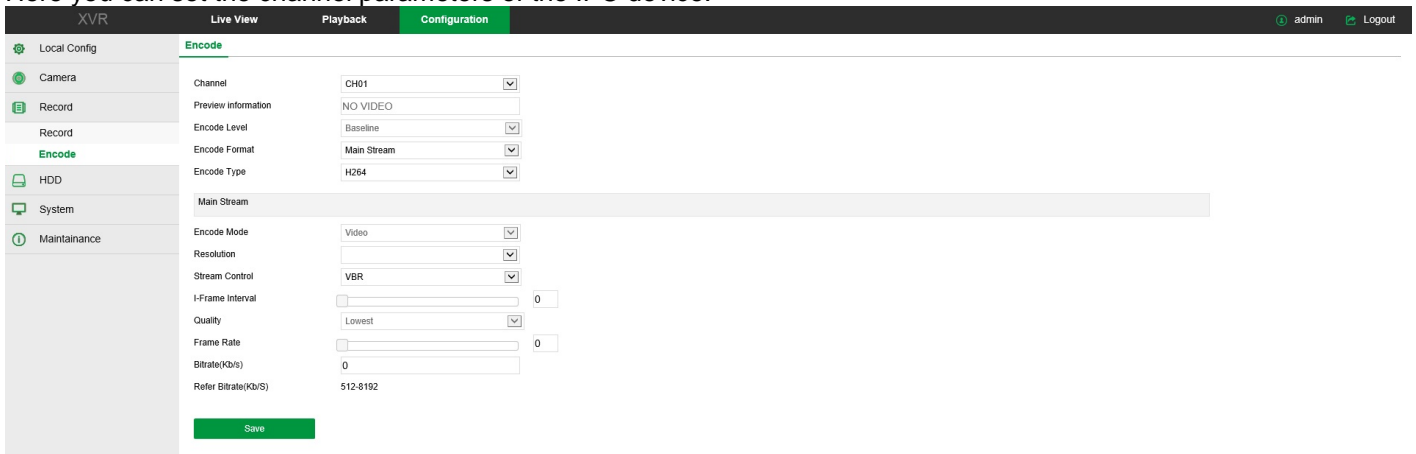 Here you can set the channel parameters of the IPC device.
XVR Live View Playback Configuration admin Logout
Local Config
Camera
Record
Record
Encode
HDD
System
Maintainance
Encode
Channel CH01
Preview information NO VIDEO
Encode Level Baseline
Encode Format Main Stream
Encode Type H264
Main Stream
Encode Mode Video
Resolution
Stream Control VBR
I-Frame Interval 0
Quality Lowest
Frame Rate 0
Bitrate(Kb/s) 0
Refer Bitrate(Kb/S) 512-8192
Save